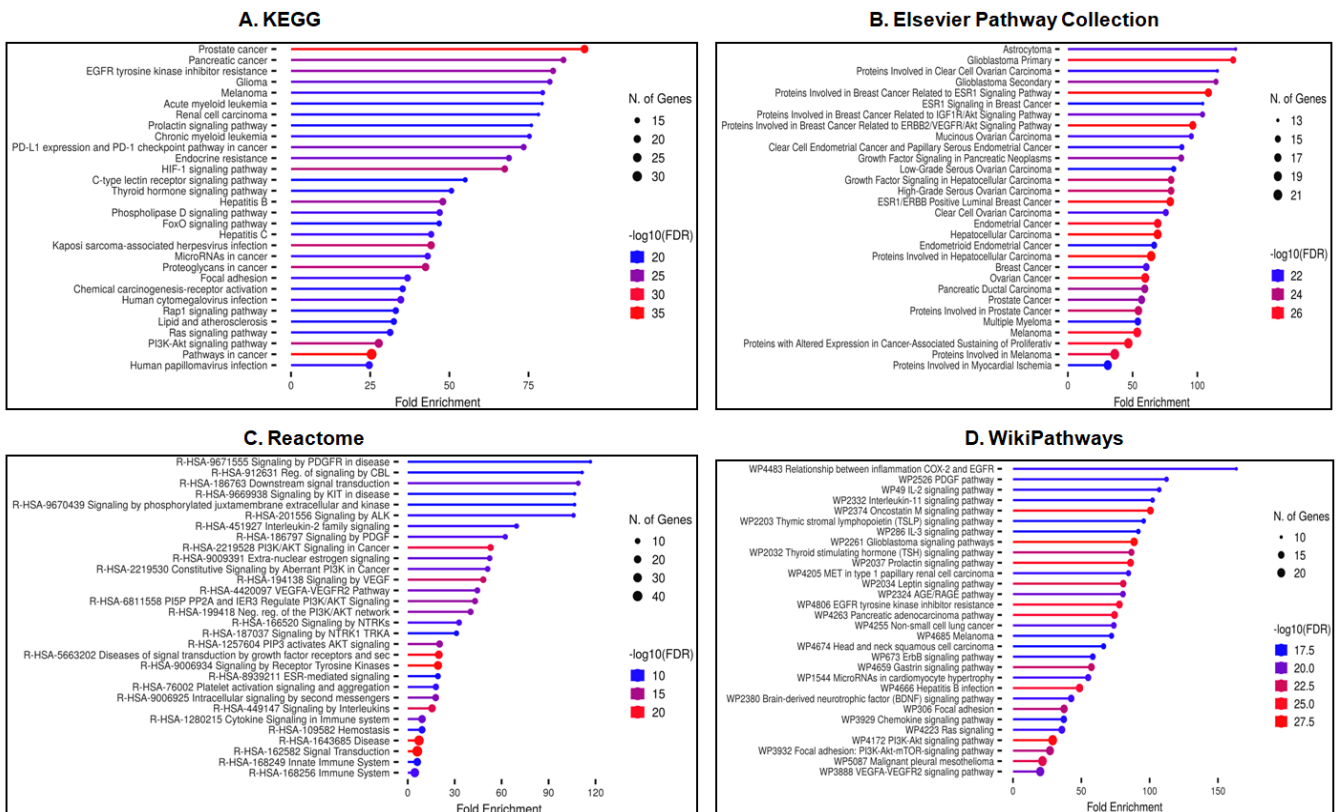 A. KEGG
Prostate cancer
Pancreatic cancer
EGFR tyrosine kinase inhibitor resistance
Glioma
Melanoma
Acute myeloid leukemia
Renal cell carcinoma
Prolactin signaling pathway
Chronic myeloid leukemia
PD-L1 expression and PD-1 checkpoint pathway in cancer
Endocrine resistance
HIF-1 signaling pathway
C-type lectin receptor signaling pathway
Thyroid hormone signaling pathway
Hepatitis B
Phospholipase D signaling pathway
FoxO signaling pathway
Hepatitis C
Kaposi sarcoma-associated herpesvirus infection
MicroRNAs in cancer
Proteoglycans in cancer
Focal adhesion
Chemical carcinogenesis-receptor activation
Human cytomegalovirus infection
Rap1 signaling pathway
Lipid and atherosclerosis
Ras signaling pathway
PI3K-Akt signaling pathway
Pathways in cancer
Human papillomavirus infection
0 25 50 75
Fold Enrichment
N. of Genes
15
20
25
30
-log10(FDR)
20
25
30
35
B. Elsevier Pathway Collection
Astrocytoma
Glioblastoma Primary
Proteins Involved in Clear Cell Ovarian Carcinoma
Glioblastoma Secondary
Proteins Involved in Breast Cancer Related to ESR1 Signaling Pathway
ESR1 Signaling in Breast Cancer
Proteins Involved in Breast Cancer Related to IGF1R/Akt Signaling Pathway
Proteins Involved in Breast Cancer Related to ERBB2/VEGFR/Akt Signaling Pathway
Mucinous Ovarian Carcinoma
Clear Cell Endometrial Cancer and Papillary Serous Endometrial Cancer
Growth Factor Signaling in Pancreatic Neoplasms
Low-Grade Serous Ovarian Carcinoma
Growth Factor Signaling in Hepatocellular Carcinoma
High-Grade Serous Ovarian Carcinoma
ESR1/ERBB Positive Luminal Breast Cancer
Clear Cell Ovarian Carcinoma
Endometrial Cancer
Hepatocellular Carcinoma
Endometrioid Endometrial Cancer
Proteins Involved in Hepatocellular Carcinoma
Breast Cancer
Ovarian Cancer
Pancreatic Ductal Carcinoma
Prostate Cancer
Proteins Involved in Prostate Cancer
Multiple Myeloma
Melanoma
Proteins with Altered Expression in Cancer-Associated Sustaining of Proliferativ
Proteins Involved in Melanoma
Proteins Involved in Myocardial Ischemia
0 50 100
Fold Enrichment
N. of Genes
13
15
17
19
21
-log10(FDR)
22
24
26
C. Reactome
R-HSA-9671555 Signaling by PDGFR in disease
R-HSA-912631 Reg. of signaling by CBL
R-HSA-186763 Downstream signal transduction
R-HSA-9669938 Signaling by KIT in disease
R-HSA-9670439 Signaling by phosphorylated juxtamembrane extracellular and kinase
R-HSA-201556 Signaling by ALK
R-HSA-451927 Interleukin-2 family signaling
R-HSA-186797 Signaling by PDGF
R-HSA-2219528 PI3K/AKT Signaling in Cancer
R-HSA-9009391 Extra-nuclear estrogen signaling
R-HSA-2219530 Constitutive Signaling by Aberrant PI3K in Cancer
R-HSA-194138 Signaling by VEGF
R-HSA-4420097 VEGFA-VEGFR2 Pathway
R-HSA-6811558 PI5P PP2A and IER3 Regulate PI3K/AKT Signaling
R-HSA-199418 Neg. reg. of the PI3K/AKT network
R-HSA-166520 Signaling by NTRKs
R-HSA-187037 Signaling by NTRK1 TRKA
R-HSA-1257604 PIP3 activates AKT signaling
R-HSA-5663202 Diseases of signal transduction by growth factor receptors and sec
R-HSA-9006934 Signaling by Receptor Tyrosine Kinases
R-HSA-8939211 ESR-mediated signaling
R-HSA-76002 Platelet activation signaling and aggregation
R-HSA-9006925 Intracellular signaling by second messengers
R-HSA-449147 Signaling by Interleukins
R-HSA-1280215 Cytokine Signaling in Immune system
R-HSA-109582 Hemostasis
R-HSA-1643685 Disease
R-HSA-162582 Signal Transduction
R-HSA-168249 Innate Immune System
R-HSA-168256 Immune System
0 30 60 90 120
Fold Enrichment
N. of Genes
10
20
30
40
-log10(FDR)
10
15
20
D. WikiPathways
WP4483 Relationship between inflammation COX-2 and EGFR
WP2526 PDGF pathway
WP49 IL-2 signaling pathway
WP2332 Interleukin-11 signaling pathway
WP2374 Oncostatin M signaling pathway
WP2203 Thymic stromal lymphopoietin (TSLP) signaling pathway
WP286 IL-3 signaling pathway
WP2261 Glioblastoma signaling pathways
WP2032 Thyroid stimulating hormone (TSH) signaling pathway
WP2037 Prolactin signaling pathway
WP4205 MET in type 1 papillary renal cell carcinoma
WP2034 Leptin signaling pathway
WP2324 AGE/RAGE pathway
WP4806 EGFR tyrosine kinase inhibitor resistance
WP4263 Pancreatic adenocarcinoma pathway
WP4255 Non-small cell lung cancer
WP4685 Melanoma
WP4674 Head and neck squamous cell carcinoma
WP673 ErbB signaling pathway
WP4659 Gastrin signaling pathway
WP1544 MicroRNAs in cardiomyocyte hypertrophy
WP4666 Hepatitis B infection
WP2380 Brain-derived neurotrophic factor (BDNF) signaling pathway
WP306 Focal adhesion
WP3929 Chemokine signaling pathway
WP4223 Ras signaling
WP4172 PI3K-Akt signaling pathway
WP3932 Focal adhesion: PI3K-Akt-mTOR-signaling pathway
WP5087 Malignant pleural mesothelioma
WP3888 VEGFA-VEGFR2 signaling pathway
0 50 100 150
Fold Enrichment
N. of Genes
10
15
20
-log10(FDR)
17.5
20.0
22.5
25.0
27.5